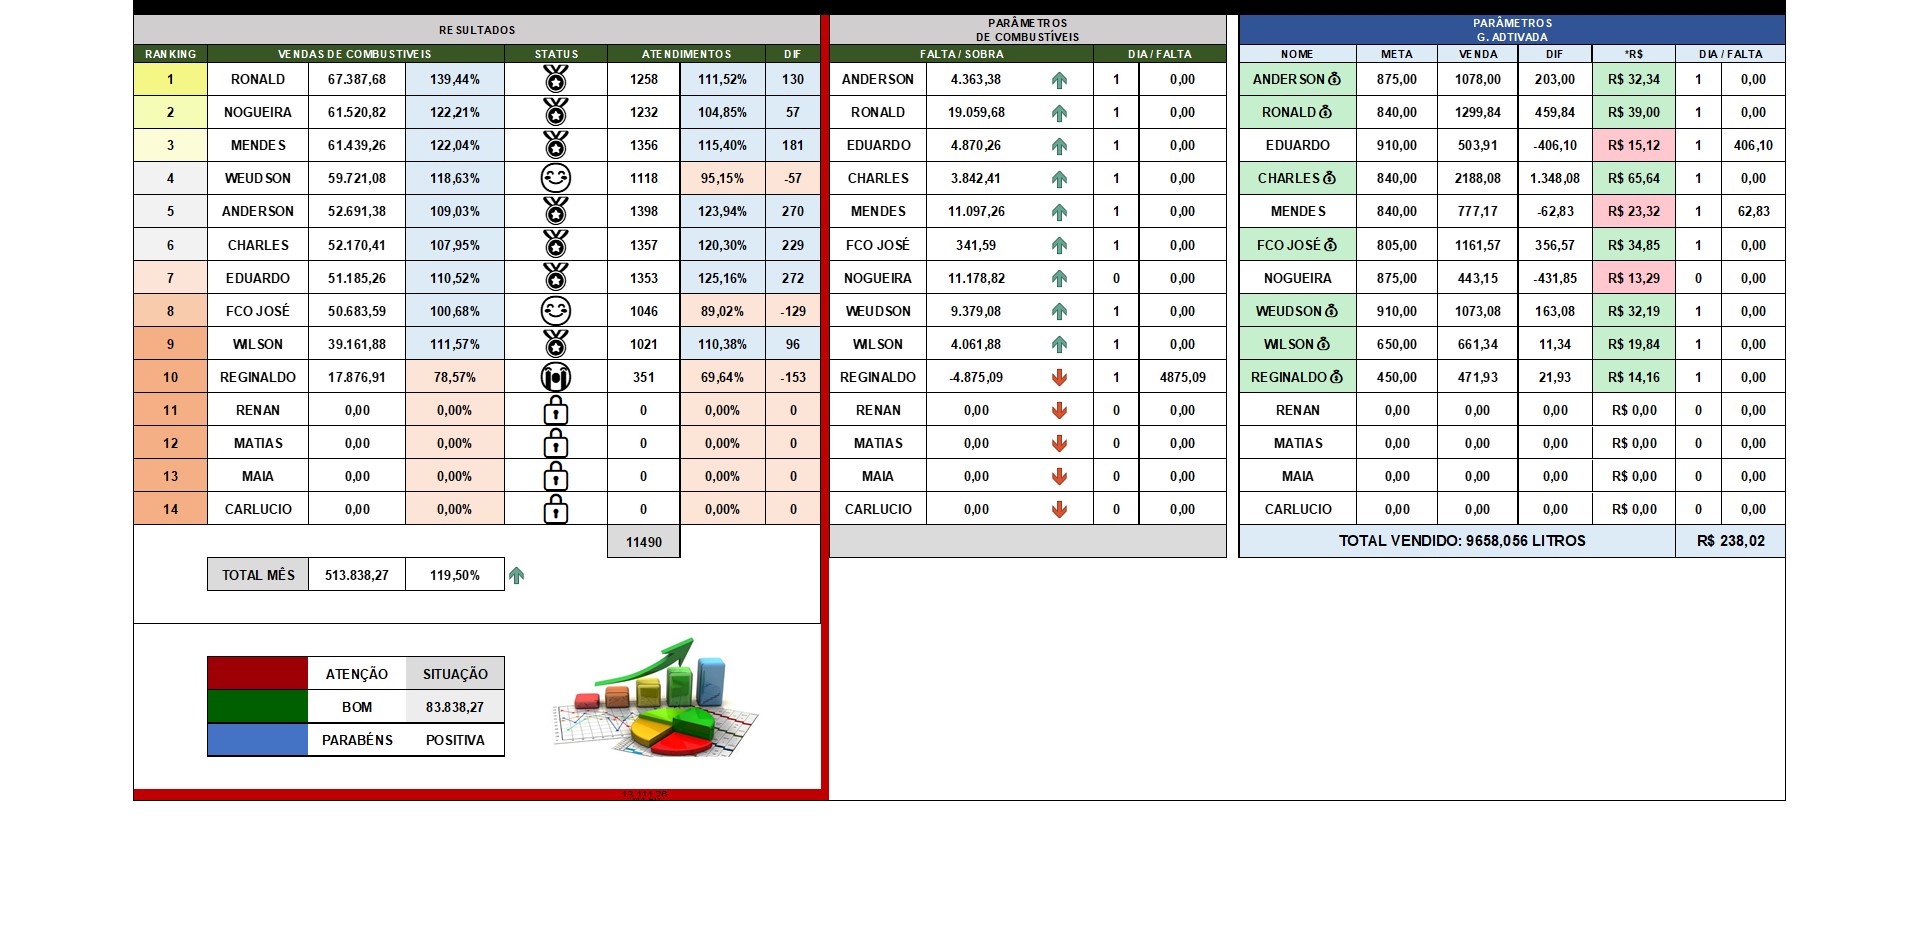 RESULTADOS
RANKING VENDAS DE COMBUSTIVEIS STATUS ATENDIMENTOS DIF
1 RONALD 67.387,68 139,44% 1258 111,52% 130
2 NOGUEIRA 61.520,82 122,21% 1232 104,85% 57
3 MENDES 61.439,26 122,04% 1356 115,40% 181
4 WEUDSON 59.721,08 118,63% 1118 95,15% -57
5 ANDERSON 52.691,38 109,03% 1398 123,94% 270
6 CHARLES 52.170,41 107,95% 1357 120,30% 229
7 EDUARDO 51.185,26 110,52% 1353 125,16% 272
8 FCO JOSÉ 50.683,59 100,68% 1046 89,02% -129
9 WILSON 39.161,88 111,57% 1021 110,38% 96
10 REGINALDO 17.876,91 78,57% 351 69,64% -153
11 RENAN 0,00 0,00% 0 0,00% 0
12 MATIAS 0,00 0,00% 0 0,00% 0
13 MAIA 0,00 0,00% 0 0,00% 0
14 CARLUCIO 0,00 0,00% 0 0,00% 0
11490
TOTAL MÊS 513.838,27 119,50%
ATENÇÃO SITUAÇÃO
BOM 83.838,27
PARABÉNS POSITIVA
PARÂMETROS
DE COMBUSTÍVEIS
FALTA / SOBRA DIA / FALTA
ANDERSON 4.363,38 1 0,00
RONALD 19.059,68 1 0,00
EDUARDO 4.870,26 1 0,00
CHARLES 3.842,41 1 0,00
MENDES 11.097,26 1 0,00
FCO JOSÉ 341,59 1 0,00
NOGUEIRA 11.178,82 0 0,00
WEUDSON 9.379,08 1 0,00
WILSON 4.061,88 1 0,00
REGINALDO -4.875,09 1 4875,09
RENAN 0,00 0 0,00
MATIAS 0,00 0 0,00
MAIA 0,00 0 0,00
CARLUCIO 0,00 0 0,00
PARÂMETROS
G. ADTIVADA
NOME META VENDA DIF *R$ DIA / FALTA
ANDERSON 875,00 1078,00 203,00 R$ 32,34 1 0,00
RONALD 840,00 1299,84 459,84 R$ 39,00 1 0,00
EDUARDO 910,00 503,91 -406,10 R$ 15,12 1 406,10
CHARLES 840,00 2188,08 1.348,08 R$ 65,64 1 0,00
MENDES 840,00 777,17 -62,83 R$ 23,32 1 62,83
FCO JOSÉ 805,00 1161,57 356,57 R$ 34,85 1 0,00
NOGUEIRA 875,00 443,15 -431,85 R$ 13,29 0 0,00
WEUDSON 910,00 1073,08 163,08 R$ 32,19 1 0,00
WILSON 650,00 661,34 11,34 R$ 19,84 1 0,00
REGINALDO 450,00 471,93 21,93 R$ 14,16 1 0,00
RENAN 0,00 0,00 0,00 R$ 0,00 0 0,00
MATIAS 0,00 0,00 0,00 R$ 0,00 0 0,00
MAIA 0,00 0,00 0,00 R$ 0,00 0 0,00
CARLUCIO 0,00 0,00 0,00 R$ 0,00 0 0,00
TOTAL VENDIDO: 9658,056 LITROS R$ 238,02